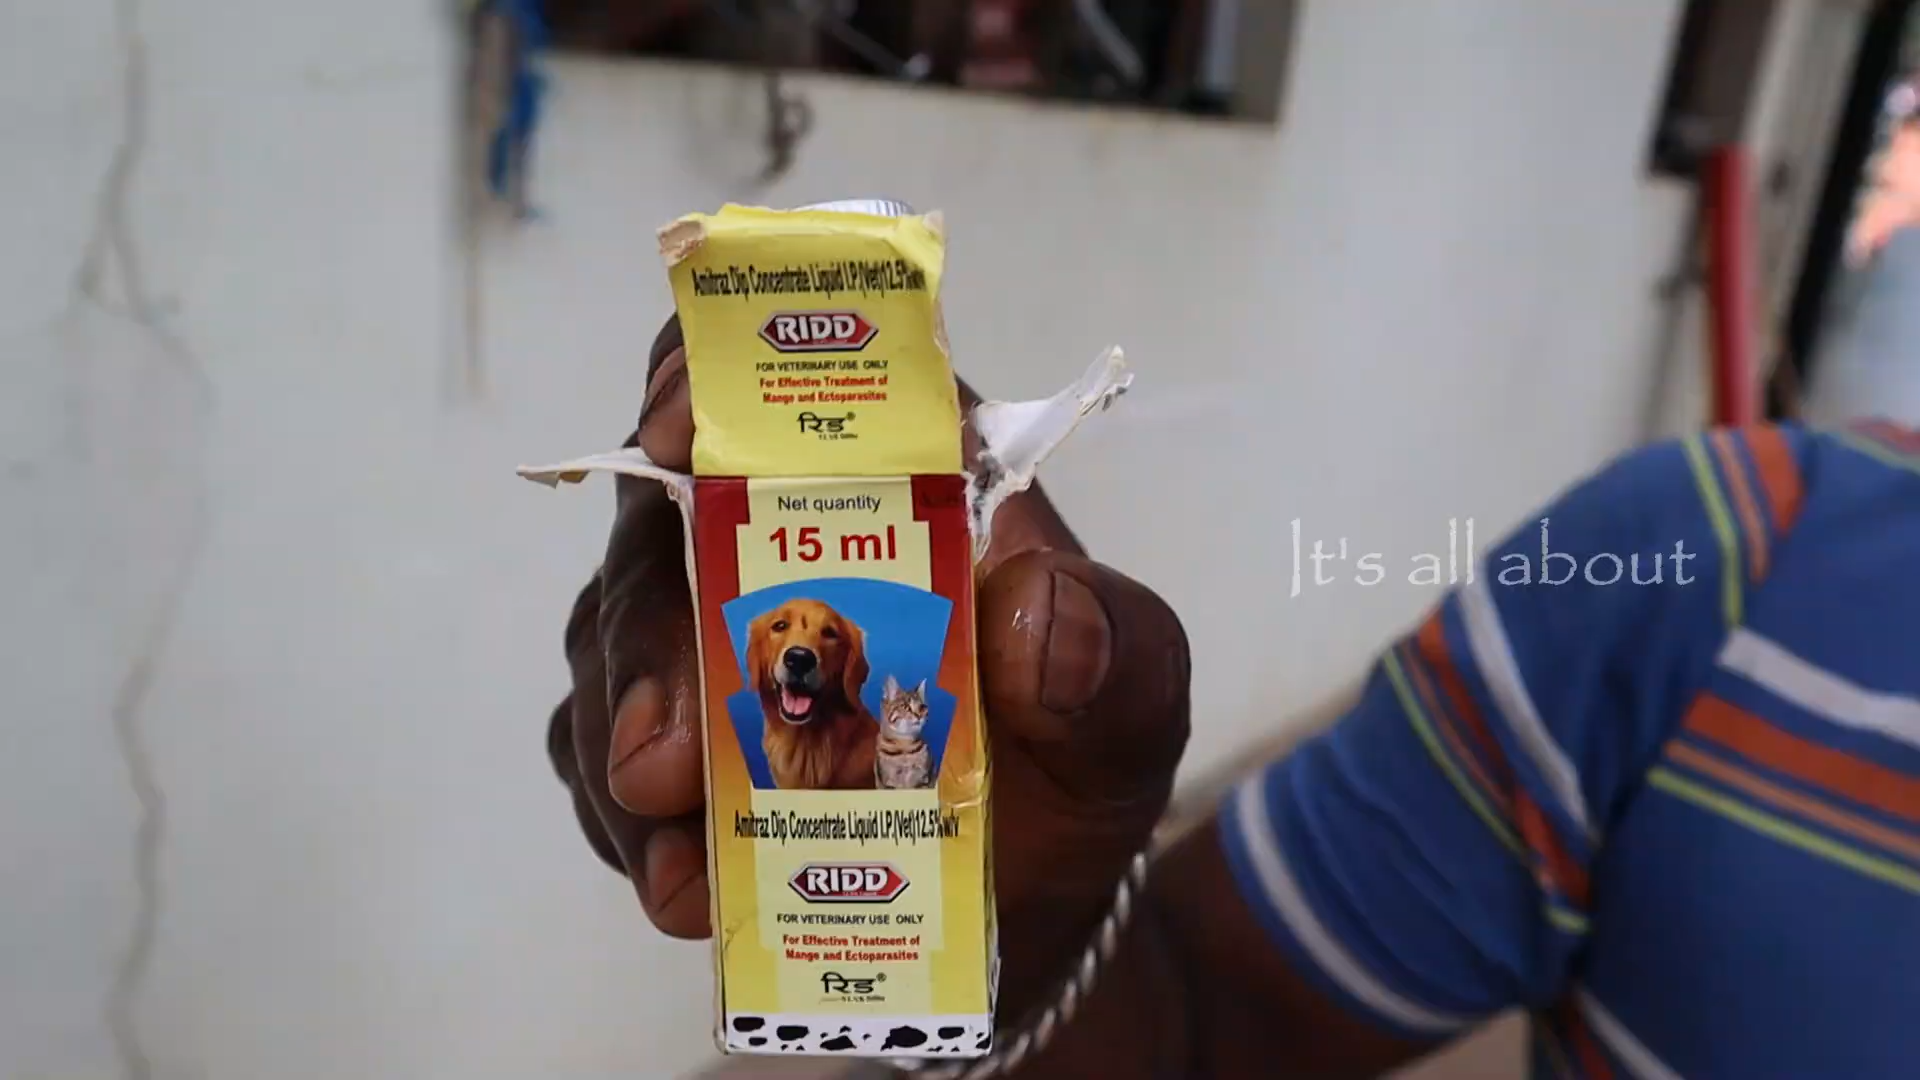 Amitraz Dip Concentrate Liquid I.P.(Vet)12.5%w/v
RIDD
FOR VETERINARY USE ONLY
For Effective Treatment of
Mange and Ectoparasites
रिड®
Net quantity
15 ml
Amitraz Dip Concentrate Liquid I.P.(Vet)12.5%w/v
RIDD
FOR VETERINARY USE ONLY
For Effective Treatment of
Mange and Ectoparasites
रिड®
It's all about